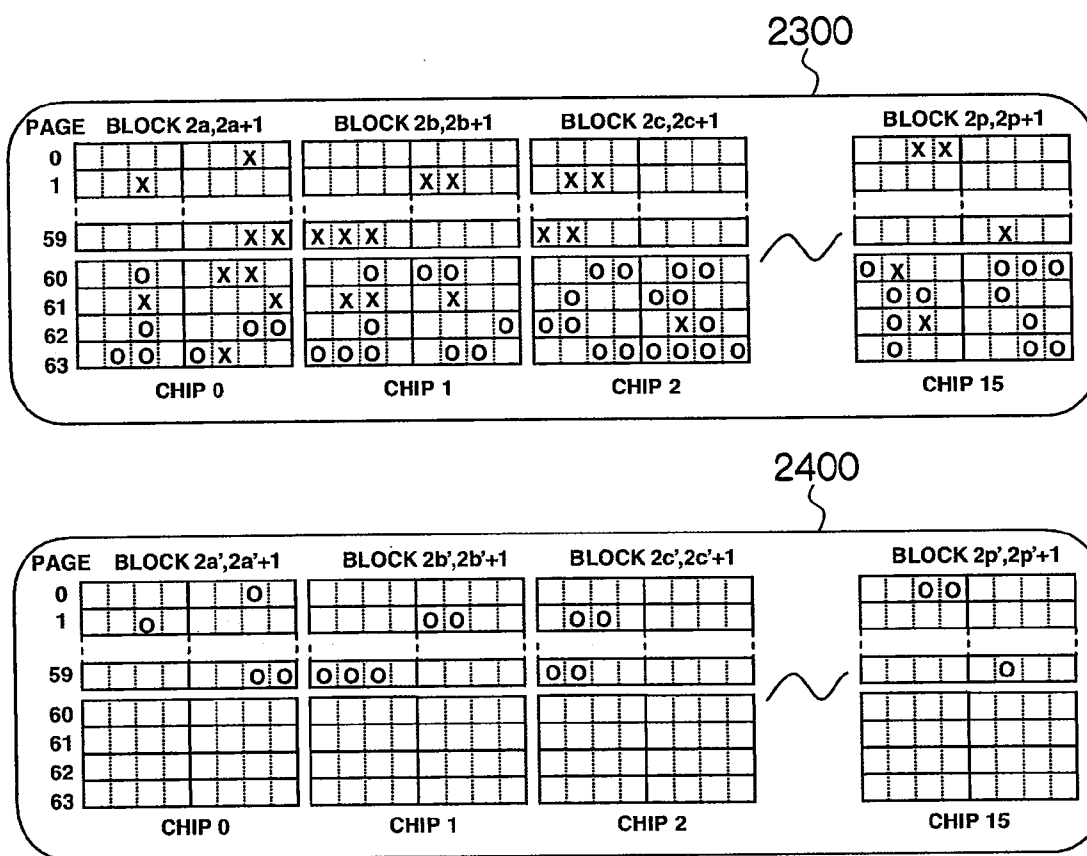 2300
PAGE BLOCK 2a,2a+1 BLOCK 2b,2b+1 BLOCK 2c,2c+1 BLOCK 2p,2p+1
0 X X X
1 X X X X X
59 X X X X X X X X
60 O X X O O O O O O O O X O O O
61 X X X X X O O O O O O
62 O O O O O O O X O O X O
63 O O O X O O O O O O O O O O O O O O
CHIP 0 CHIP 1 CHIP 2 CHIP 15
2400
PAGE BLOCK 2a',2a'+1 BLOCK 2b',2b'+1 BLOCK 2c',2c'+1 BLOCK 2p',2p'+1
0 O O O
1 O O O O O
59 O O O O O O O O
60
61
62
63
CHIP 0 CHIP 1 CHIP 2 CHIP 15